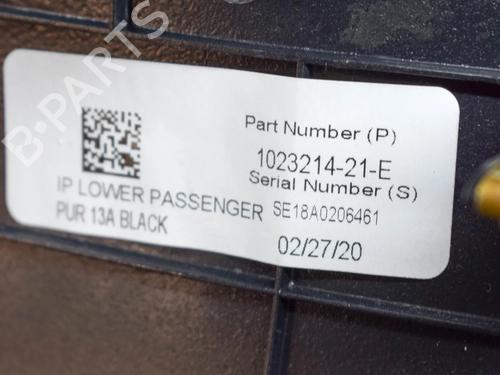 B·PARTS
Part Number (P)
1023214-21-E
Serial Number (S)
IP LOWER PASSENGER SE18A0206461
PUR 13A BLACK
02/27/20